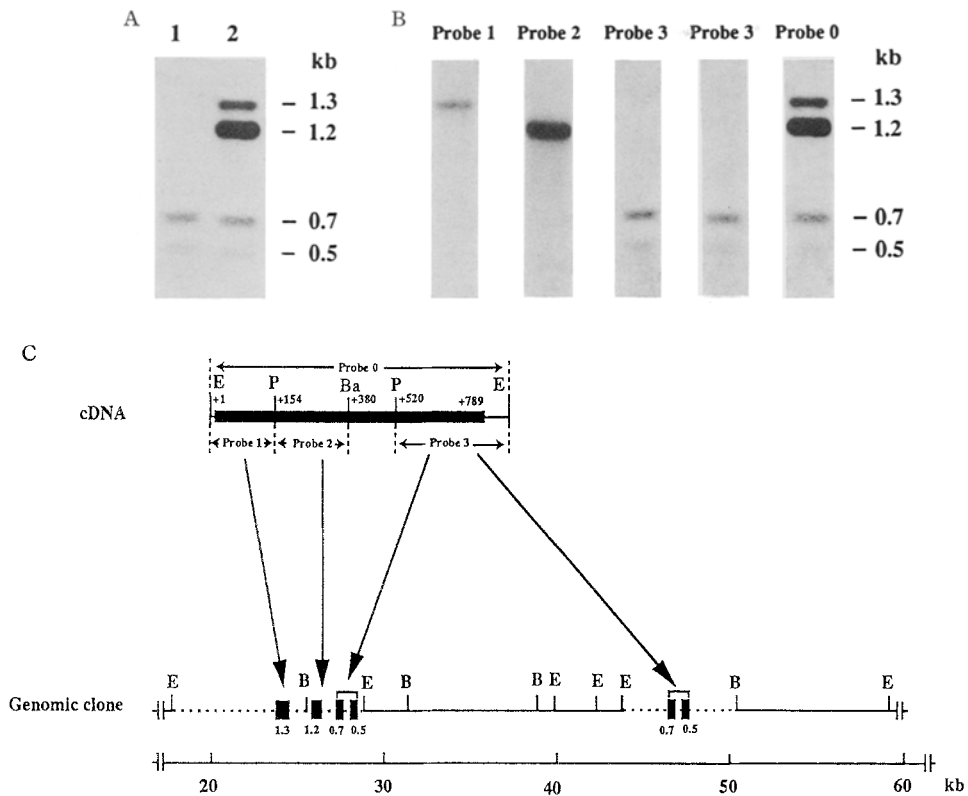 A
1 2
kb
1.3
1.2
0.7
0.5
B
Probe 1 Probe 2 Probe 3 Probe 3 Probe 0
kb
1.3
1.2
0.7
0.5
C
Probe 0
E P Ba P E
+1 +154 +380 +520 +789
cDNA
Probe 1 Probe 2 Probe 3
E B E B B E E E B E
Genomic clone
1.3 1.2 0.7 0.5 0.7 0.5
20 30 40 50 60 kb